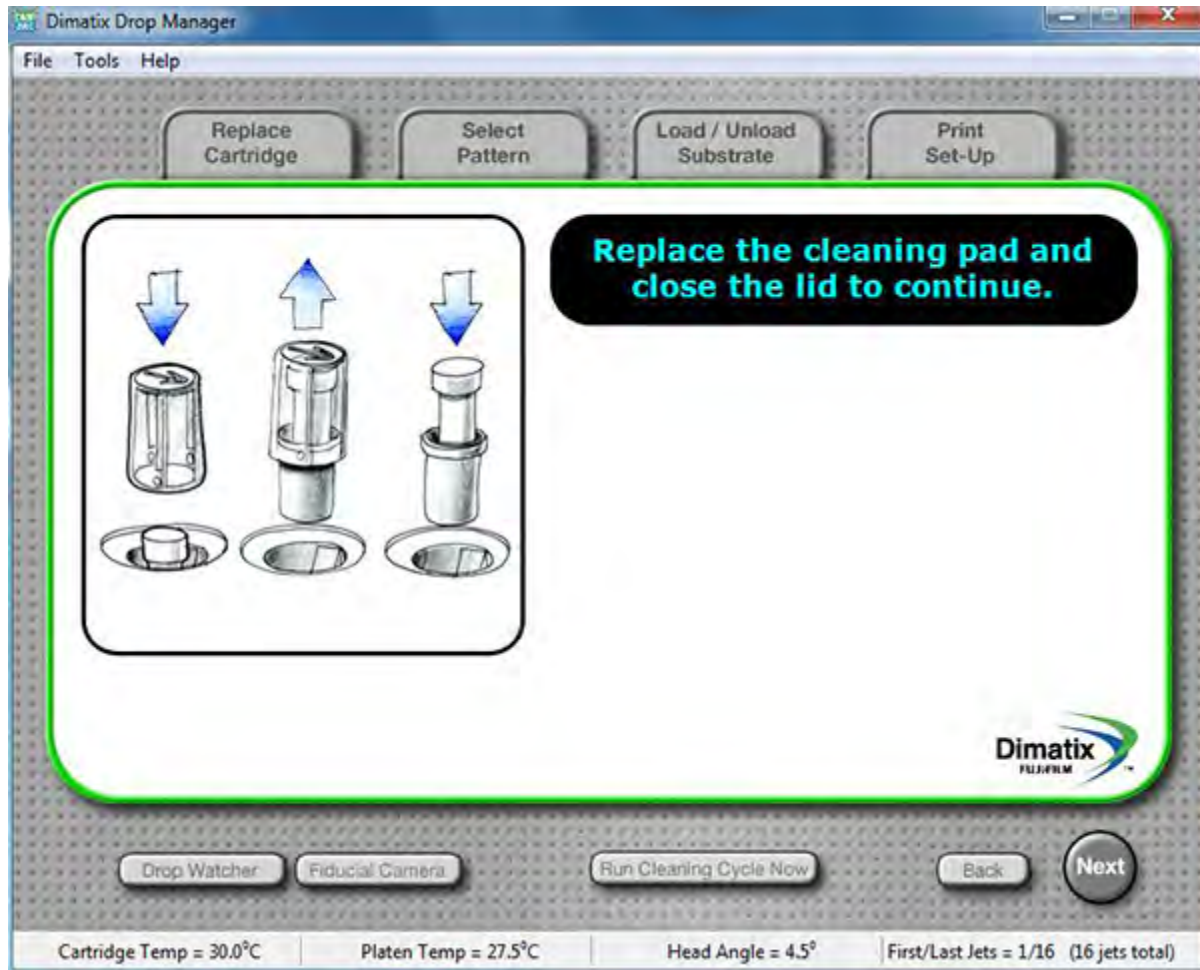 Dimatix Drop Manager
File Tools Help
Replace
Cartridge
Select
Pattern
Load / Unload
Substrate
Print
Set-Up
Replace the cleaning pad and
close the lid to continue.
Dimatix
FUJIFILM
Drop Watcher
Fiducial Camera
Run Cleaning Cycle Now
Back
Next
Cartridge Temp = 30.0°C
Platen Temp = 27.5°C
Head Angle = 4.5°
First/Last Jets = 1/16 (16 jets total)